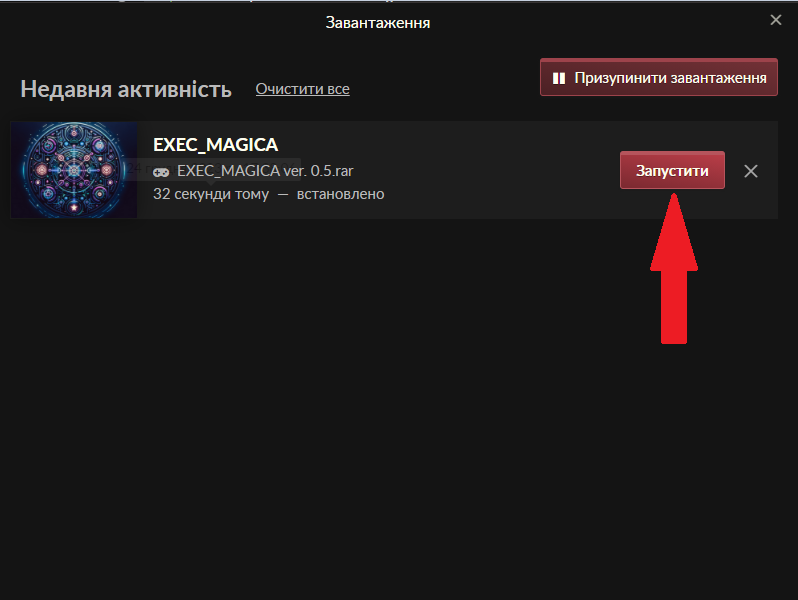 Завантаження
Недавня активність
Очистити все
Призупинити завантаження
EXEC_MAGICA
EXEC_MAGICA ver. 0.5.rar
32 секунди тому — встановлено
Запустити